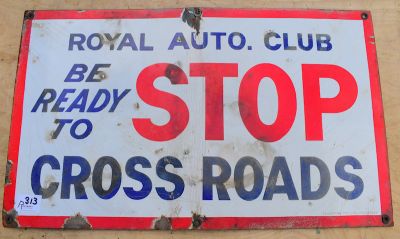 ROYAL AUTO. CLUB
BE
READY
TO
STOP
CROSS ROADS
313